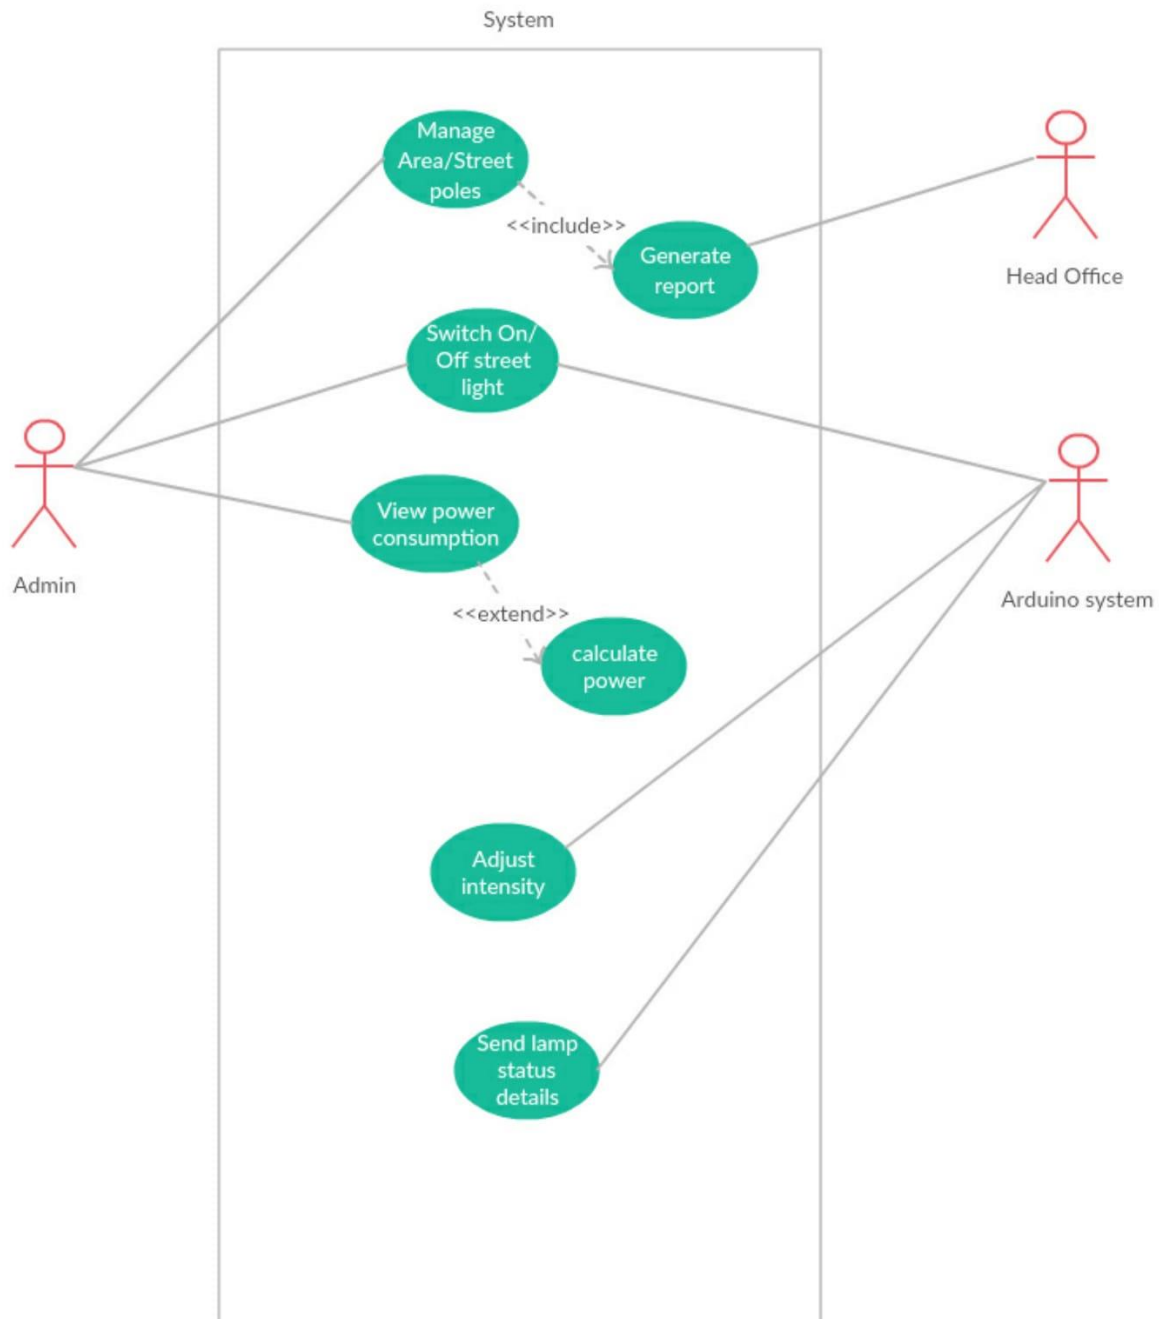 System
Manage
Area/Street
poles
<<include>>
Generate
report
Head Office
Switch On/
Off street
light
Admin
View power
consumption
Arduino system
<<extend>>
calculate
power
Adjust
intensity
Send lamp
status
details